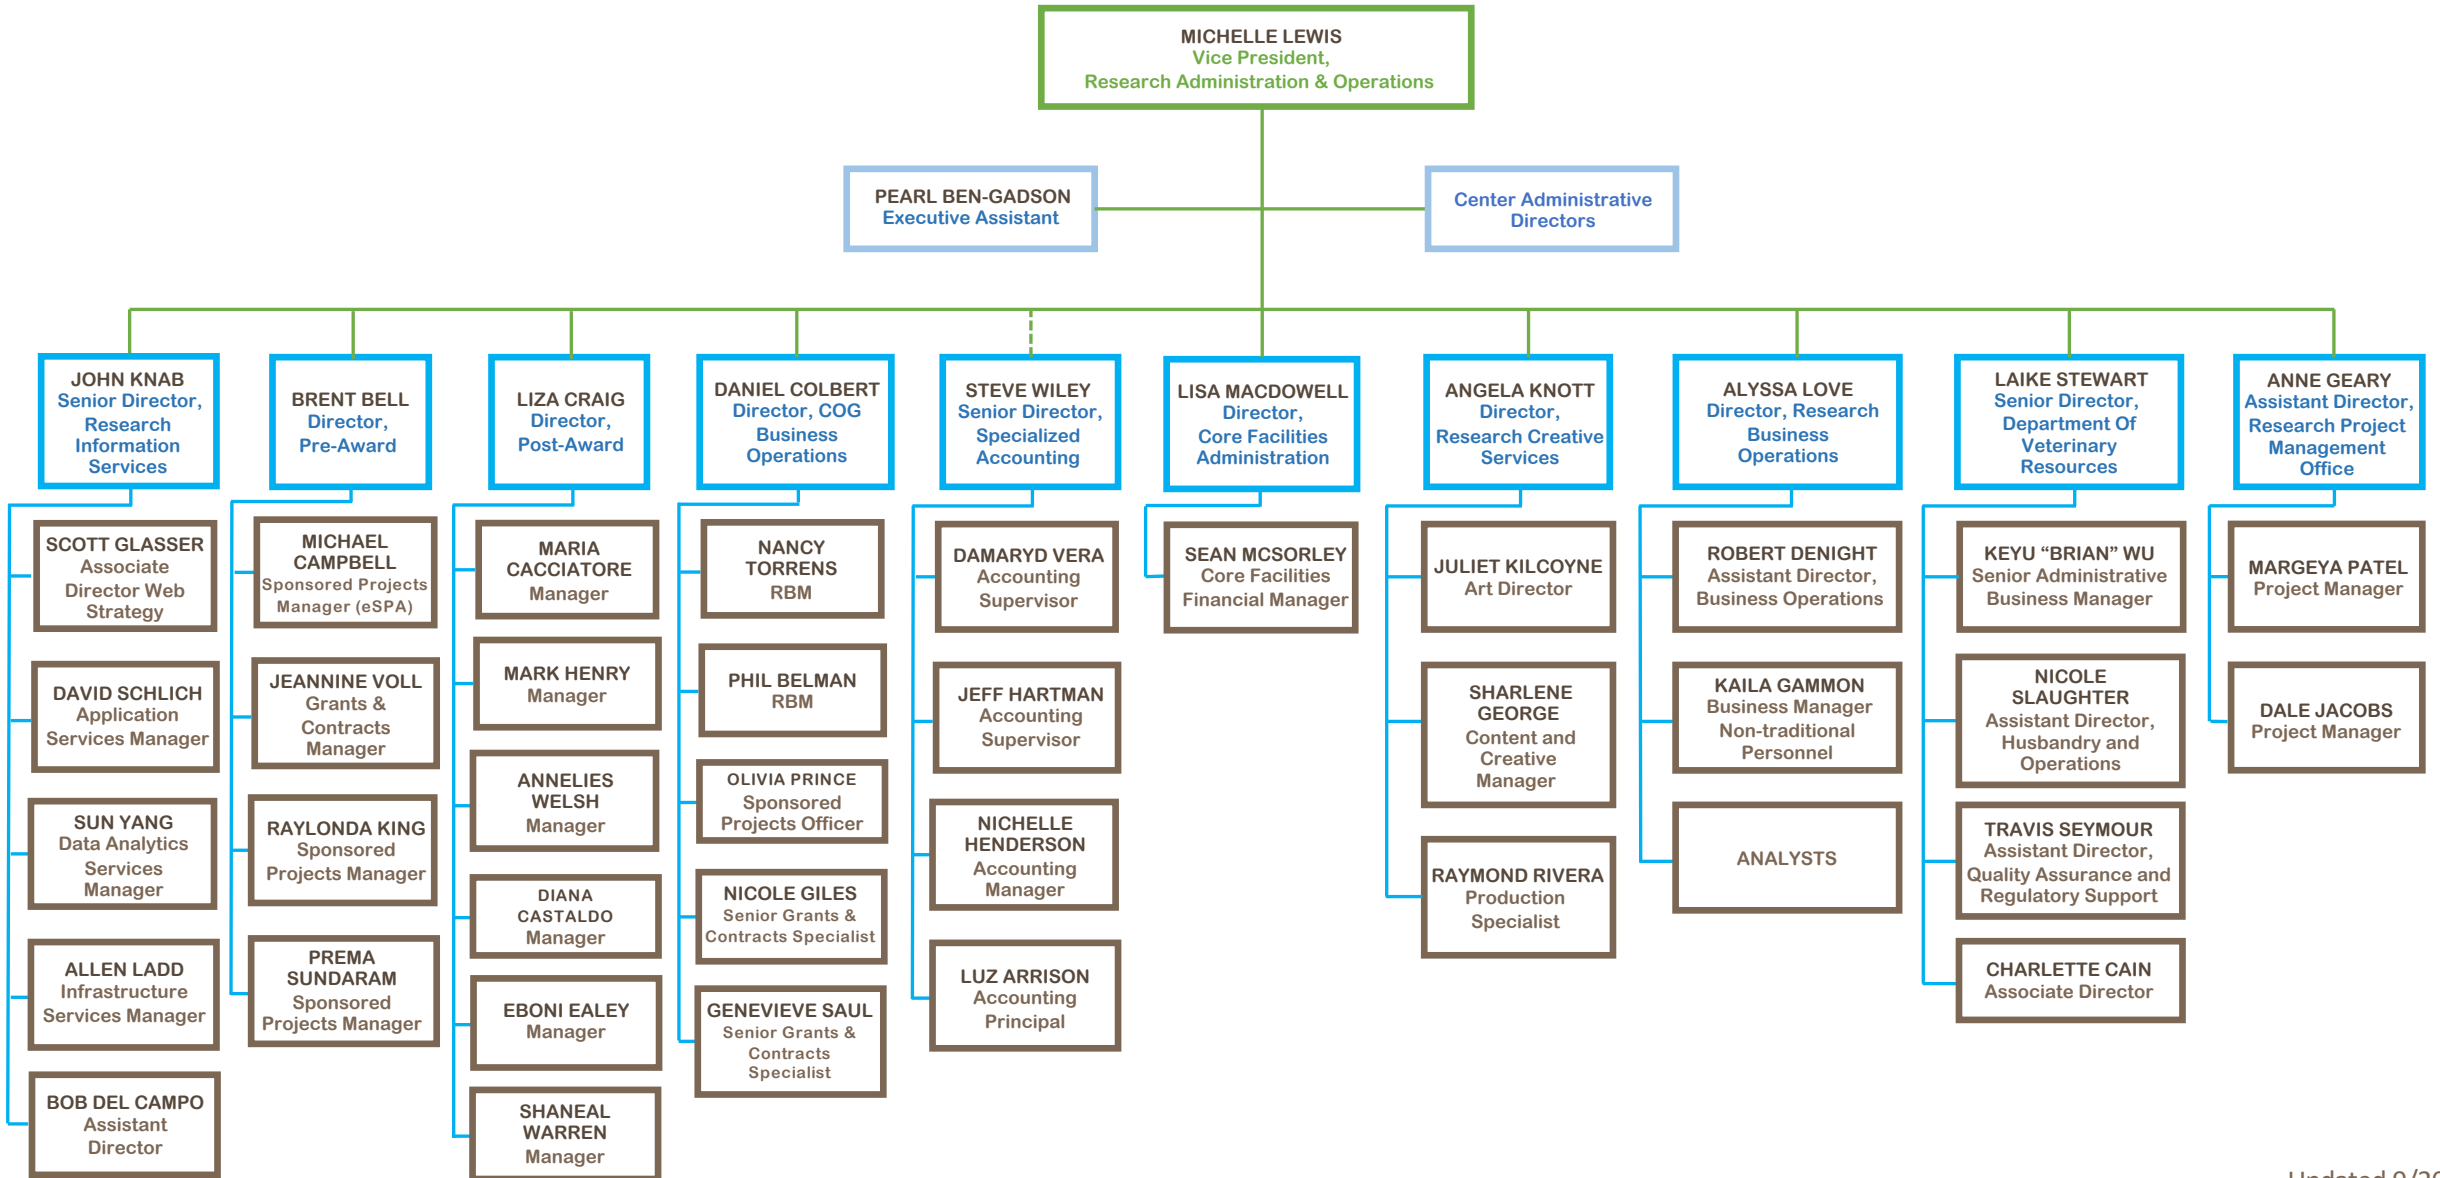 MICHELLE LEWIS
Vice President,
Research Administration & Operations
PEARL BEN-GADSON
Executive Assistant
Center Administrative
Directors
JOHN KNAB
Senior Director,
Research
Information
Services
BRENT BELL
Director,
Pre-Award
LIZA CRAIG
Director,
Post-Award
DANIEL COLBERT
Director, COG
Business
Operations
STEVE WILEY
Senior Director,
Specialized
Accounting
LISA MACDOWELL
Director,
Core Facilities
Administration
ANGELA KNOTT
Director,
Research Creative
Services
ALYSSA LOVE
Director, Research
Business
Operations
LAIKE STEWART
Senior Director,
Department Of
Veterinary
Resources
ANNE GEARY
Assistant Director,
Research Project
Management
Office
SCOTT GLASSER
Associate
Director Web
Strategy
DAVID SCHLICH
Application
Services Manager
SUN YANG
Data Analytics
Services
Manager
ALLEN LADD
Infrastructure
Services Manager
BOB DEL CAMPO
Assistant
Director
MICHAEL
CAMPBELL
Sponsored Projects
Manager (eSPA)
JEANNINE VOLL
Grants &
Contracts
Manager
RAYLONDA KING
Sponsored
Projects Manager
PREMA
SUNDARAM
Sponsored
Projects Manager
MARIA
CACCIATORE
Manager
MARK HENRY
Manager
ANNELIES
WELSH
Manager
DIANA
CASTALDO
Manager
EBONI EALEY
Manager
SHANEAL
WARREN
Manager
NANCY
TORRENS
RBM
PHIL BELMAN
RBM
OLIVIA PRINCE
Sponsored
Projects Officer
NICOLE GILES
Senior Grants &
Contracts Specialist
GENEVIEVE SAUL
Senior Grants &
Contracts
Specialist
DAMARYD VERA
Accounting
Supervisor
JEFF HARTMAN
Accounting
Supervisor
NICHELLE
HENDERSON
Accounting
Manager
LUZ ARRISON
Accounting
Principal
SEAN MCSORLEY
Core Facilities
Financial Manager
JULIET KILCOYNE
Art Director
SHARLENE
GEORGE
Content and
Creative
Manager
RAYMOND RIVERA
Production
Specialist
ROBERT DENIGHT
Assistant Director,
Business Operations
KAILA GAMMON
Business Manager
Non-traditional
Personnel
ANALYSTS
KEYU “BRIAN” WU
Senior Administrative
Business Manager
NICOLE
SLAUGHTER
Assistant Director,
Husbandry and
Operations
TRAVIS SEYMOUR
Assistant Director,
Quality Assurance and
Regulatory Support
CHARLETTE CAIN
Associate Director
MARGEYA PATEL
Project Manager
DALE JACOBS
Project Manager
Updated